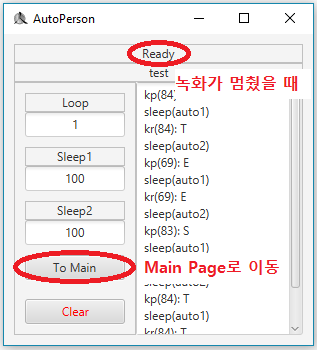 AutoPerson
Ready
test
녹화가 멈췄을 때
Loop
1
Sleep1
100
Sleep2
100
To Main
Clear
kp(84)
sleep(auto1)
kr(84): T
sleep(auto2)
kp(69): E
sleep(auto1)
kr(69): E
sleep(auto2)
kp(83): S
sleep(auto1)
Main Page로 이동
sleep(auto2)
kp(84): T
sleep(auto1)
kr(84): T